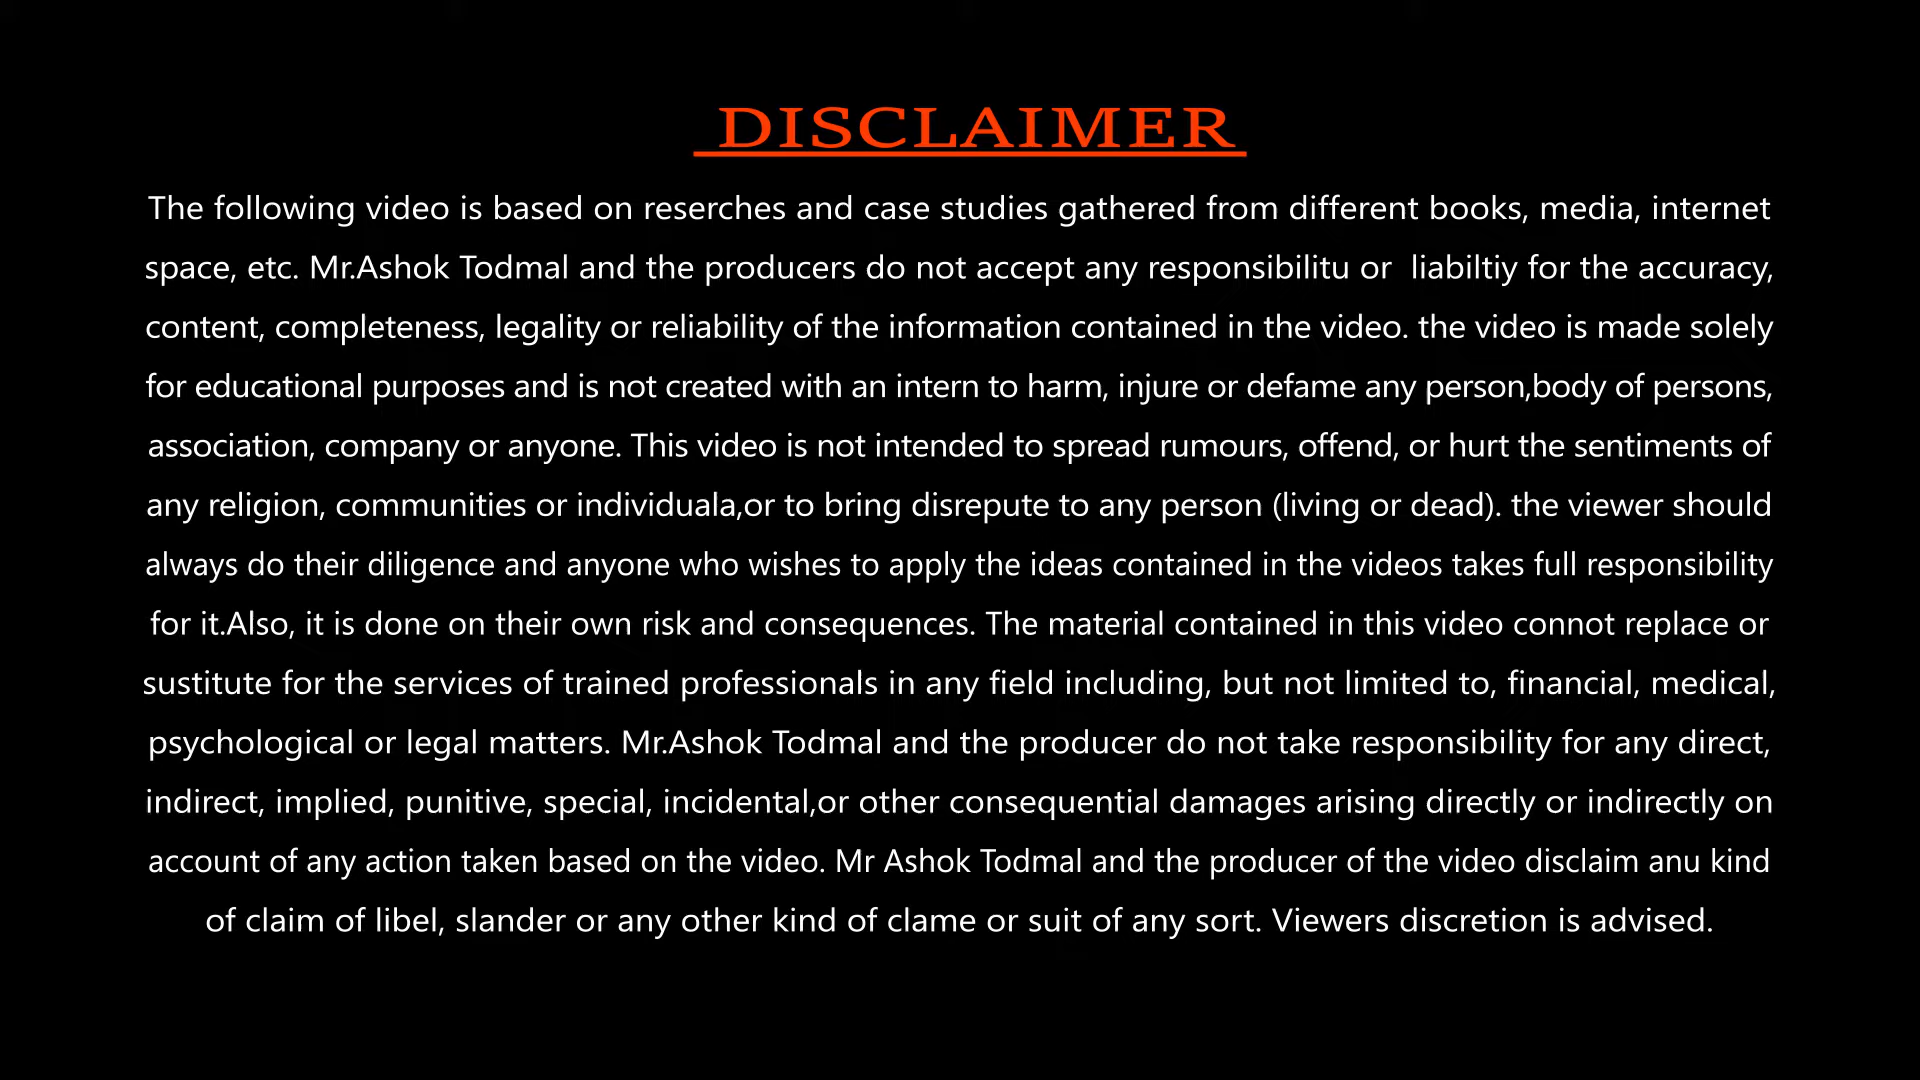 DISCLAIMER
The following video is based on reserches and case studies gathered from different books, media, internet
space, etc. Mr.Ashok Todmal and the producers do not accept any responsibilitu or  liabiltiy for the accuracy,
content, completeness, legality or reliability of the information contained in the video. the video is made solely
for educational purposes and is not created with an intern to harm, injure or defame any person,body of persons,
association, company or anyone. This video is not intended to spread rumours, offend, or hurt the sentiments of
any religion, communities or individuala,or to bring disrepute to any person (living or dead). the viewer should
always do their diligence and anyone who wishes to apply the ideas contained in the videos takes full responsibility
for it.Also, it is done on their own risk and consequences. The material contained in this video connot replace or
sustitute for the services of trained professionals in any field including, but not limited to, financial, medical,
psychological or legal matters. Mr.Ashok Todmal and the producer do not take responsibility for any direct,
indirect, implied, punitive, special, incidental,or other consequential damages arising directly or indirectly on
account of any action taken based on the video. Mr Ashok Todmal and the producer of the video disclaim anu kind
of claim of libel, slander or any other kind of clame or suit of any sort. Viewers discretion is advised.